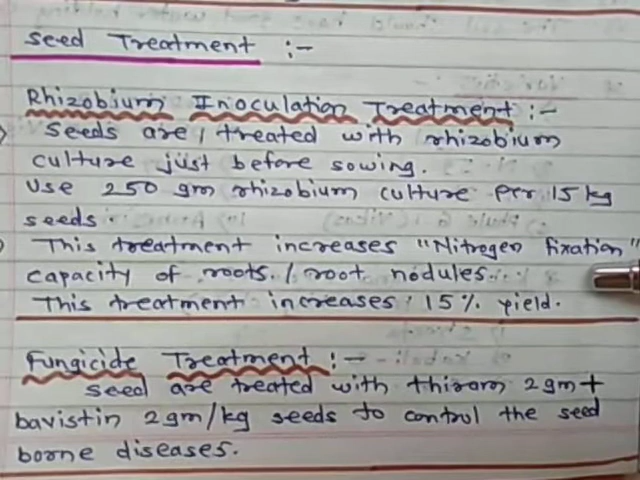 Seed Treatment :-
Rhizobium Inoculation Treatment :-
Seeds are treated with rhizobium
culture just before sowing.
Use 250 gm rhizobium culture per 15 kg
seeds.
This treatment increases "Nitrogen fixation"
capacity of roots / root nodules.
This treatment increases 15% yield.
Fungicide Treatment :-
Seed are treated with thiram 2gm +
bavistin 2gm/kg seeds to control the seed
borne diseases.